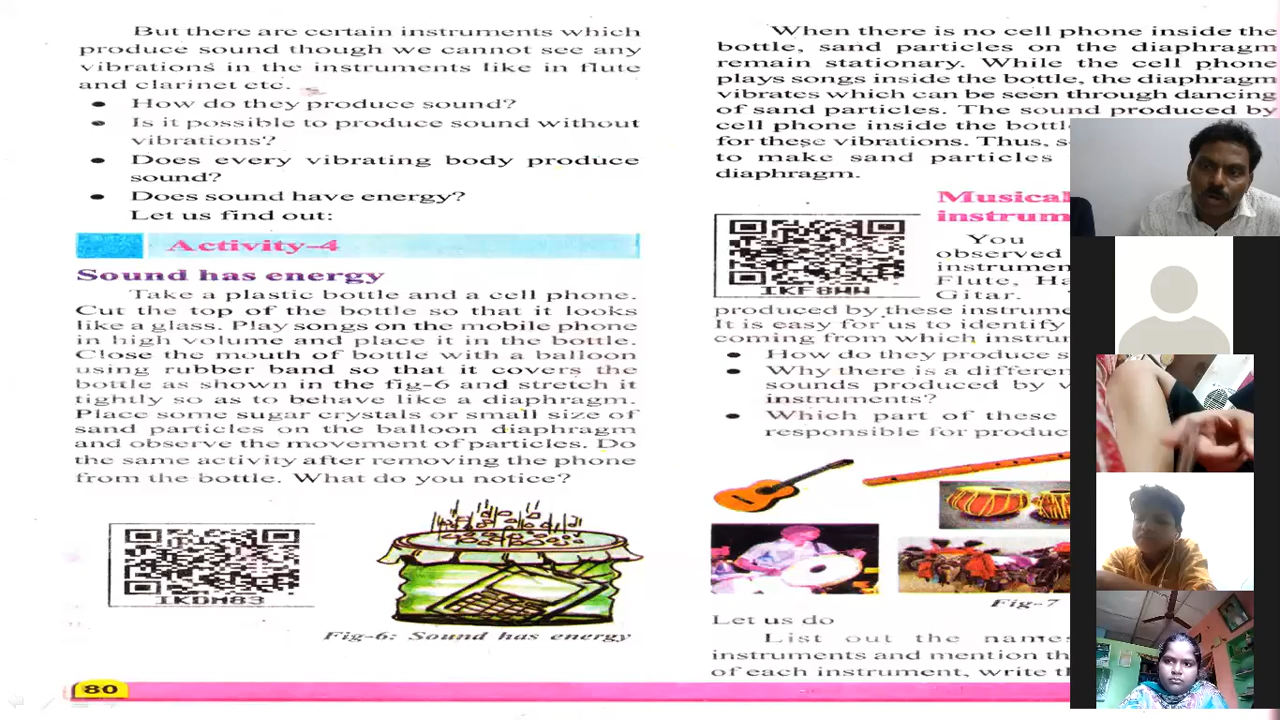 But there are certain instruments which
produce sound though we cannot see any
vibrations in the instruments like in flute
and clarinet etc.
● How do they produce sound?
● Is it possible to produce sound without
vibrations?
● Does every vibrating body produce
sound?
● Does sound have energy?
Let us find out:
Activity-4
Sound has energy
Take a plastic bottle and a cell phone.
Cut the top of the bottle so that it looks
like a glass. Play songs on the mobile phone
in high volume and place it in the bottle.
Close the mouth of bottle with a balloon
using rubber band so that it covers the
bottle as shown in the fig-6 and stretch it
tightly so as to behave like a diaphragm.
Place some sugar crystals or small size of
sand particles on the balloon diaphragm
and observe the movement of particles. Do
the same activity after removing the phone
from the bottle. What do you notice?
IKDM83
Fig-6: Sound has energy
80
When there is no cell phone inside the
bottle, sand particles on the diaphragm
remain stationary. While the cell phone
plays songs inside the bottle, the diaphragm
vibrates which can be seen through dancing
of sand particles. The sound produced by
cell phone inside the
for these vibrations. Thus,
to make sand particles
diaphragm.
Musical
IKF8WW
You
observed
Flute,
Gitar.
produced by these
It is easy for us to identify
coming from which
● How do they produce
● Why there is a
sounds produced by
instruments?
● Which part of these
responsible for
Fig-7
Let us do
List out the names
instruments and mention
of each instrument, write